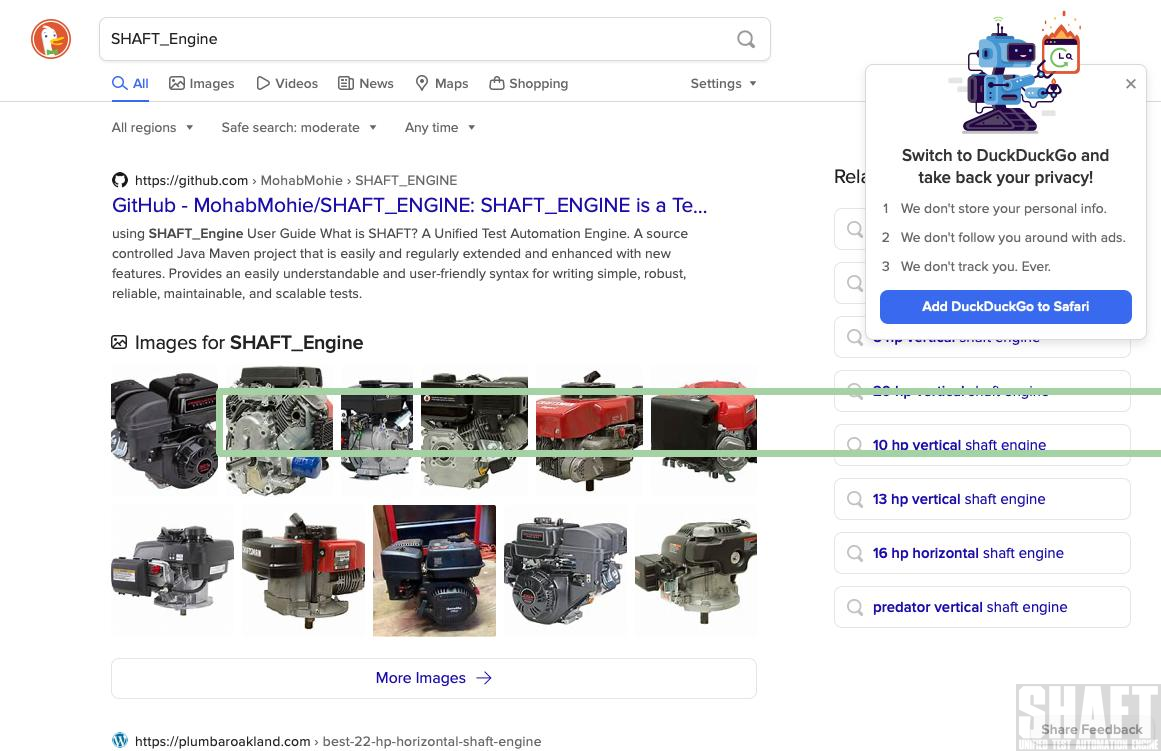 SHAFT_Engine
All
Images
Videos
News
Maps
Shopping
Settings
All regions
Safe search: moderate
Any time
https://github.com › MohabMohie › SHAFT_ENGINE
GitHub - MohabMohie/SHAFT_ENGINE: SHAFT_ENGINE is a Te...
using SHAFT_Engine User Guide What is SHAFT? A Unified Test Automation Engine. A source
controlled Java Maven project that is easily and regularly extended and enhanced with new
features. Provides an easily understandable and user-friendly syntax for writing simple, robust,
reliable, maintainable, and scalable tests.
Images for SHAFT_Engine
More Images
https://plumbaroakland.com › best-22-hp-horizontal-shaft-engine
Switch to DuckDuckGo and
take back your privacy!
1 We don't store your personal info.
2 We don't follow you around with ads.
3 We don't track you. Ever.
Add DuckDuckGo to Safari
Rela
vertical shaft engine
hp vertical shaft engine
10 hp vertical shaft engine
13 hp vertical shaft engine
16 hp horizontal shaft engine
predator vertical shaft engine
SHAFT
Share Feedback